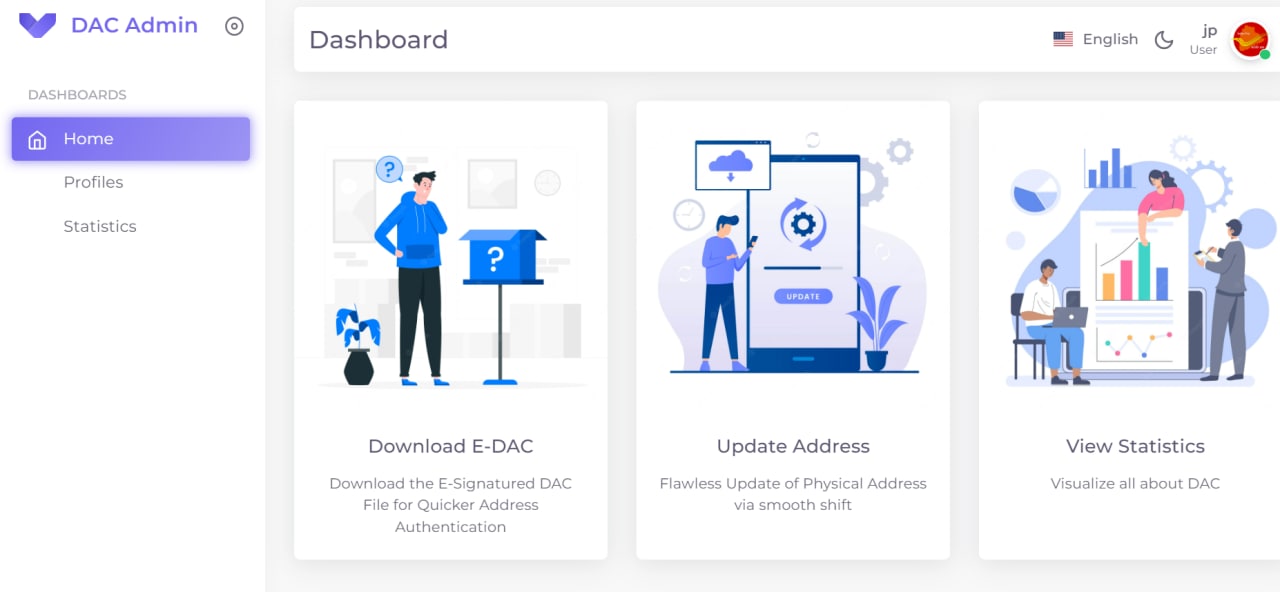 DAC Admin
DASHBOARDS
Home
Profiles
Statistics
Dashboard
English
jp
User
?
?
Download E-DAC
Download the E-Signatured DAC
File for Quicker Address
Authentication
UPDATE
Update Address
Flawless Update of Physical Address
via smooth shift
View Statistics
Visualize all about DAC